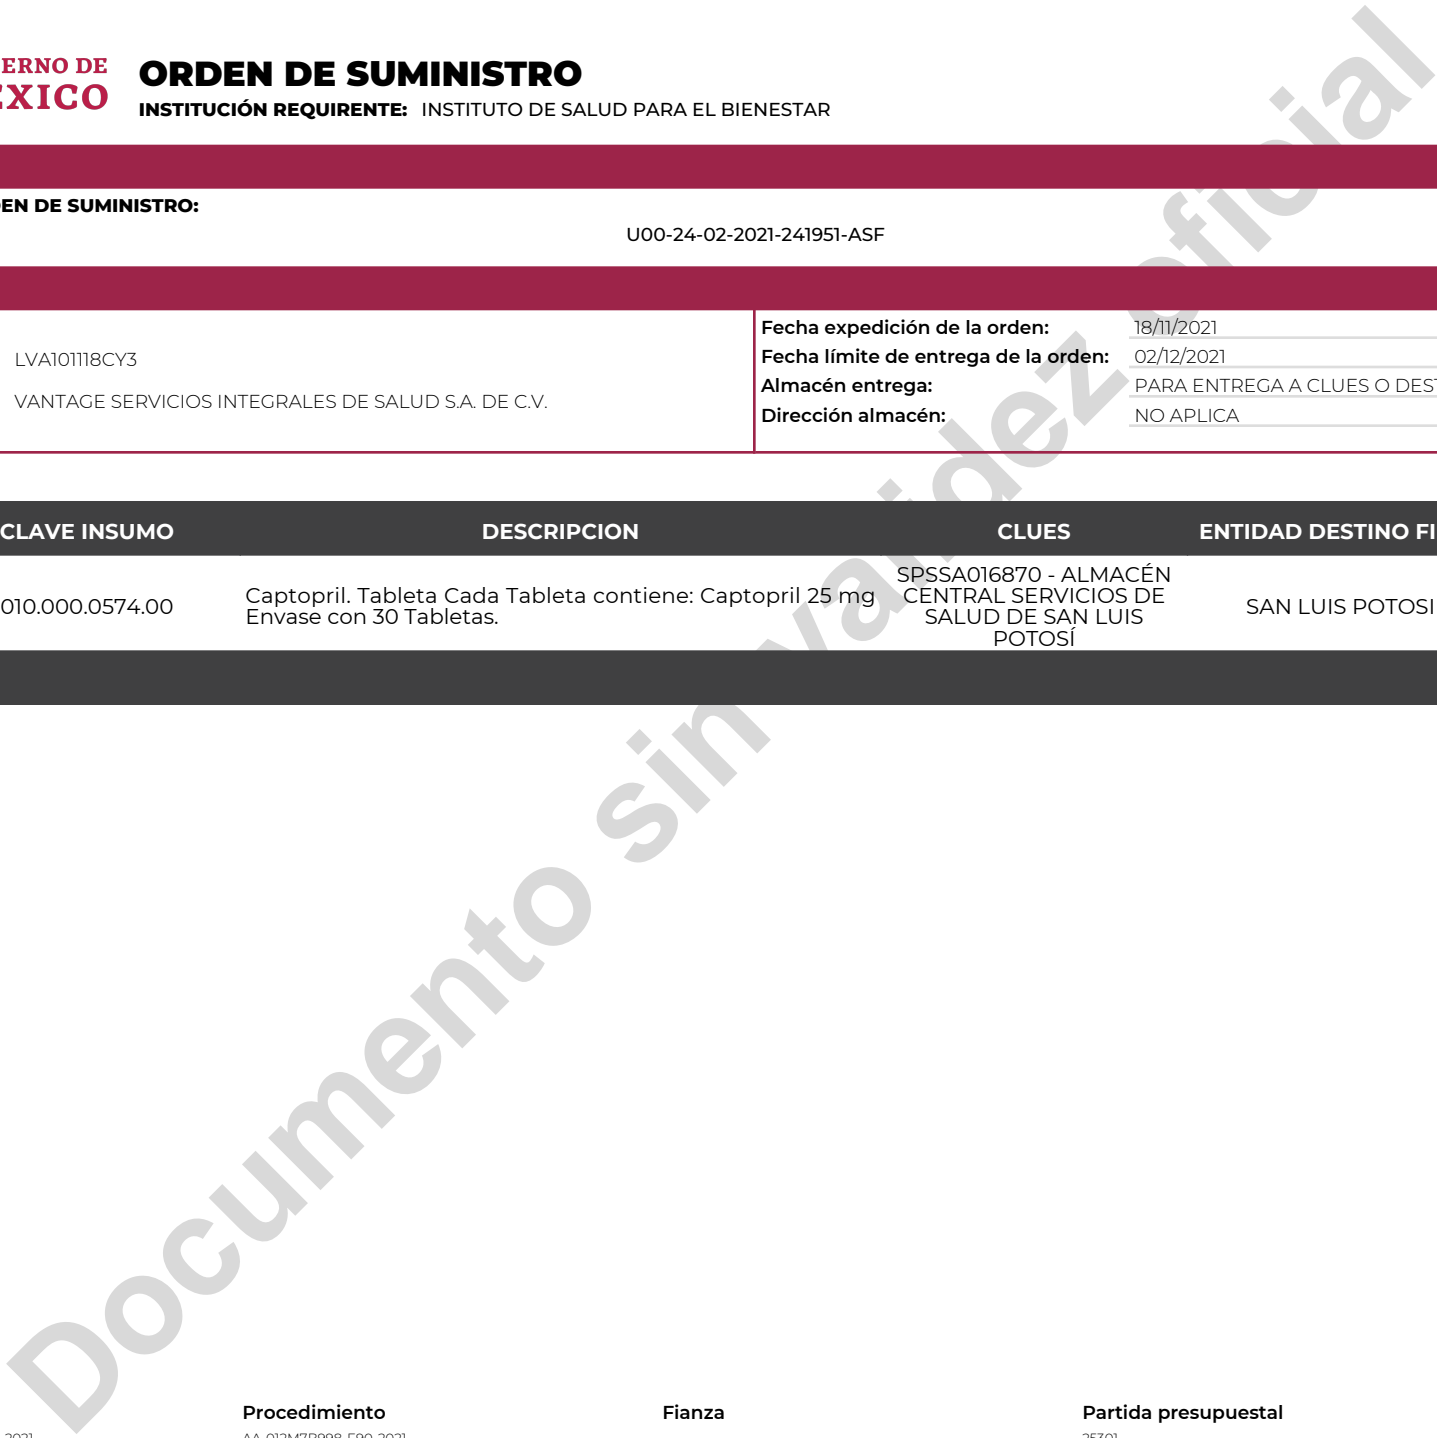 ERNO DE
ORDEN DE SUMINISTRO
EXICO
INSTITUCIÓN REQUIRENTE: INSTITUTO DE SALUD PARA EL BIENESTAR
EN DE SUMINISTRO:
U00-24-02-2021-241951-ASF
Fecha expedición de la orden: 18/11/2021
LVA101118CY3
Fecha límite de entrega de la orden: 02/12/2021
Almacén entrega: PARA ENTREGA A CLUES O DEST
VANTAGE SERVICIOS INTEGRALES DE SALUD S.A. DE C.V.
Dirección almacén: NO APLICA
CLAVE INSUMO DESCRIPCION CLUES ENTIDAD DESTINO FI
010.000.0574.00
Captopril. Tableta Cada Tableta contiene: Captopril 25 mg
Envase con 30 Tabletas.
SPSSA016870 - ALMACÉN
CENTRAL SERVICIOS DE
SALUD DE SAN LUIS
POTOSÍ
SAN LUIS POTOSI
Documento sin validez oficial
Procedimiento Fianza Partida presupuestal